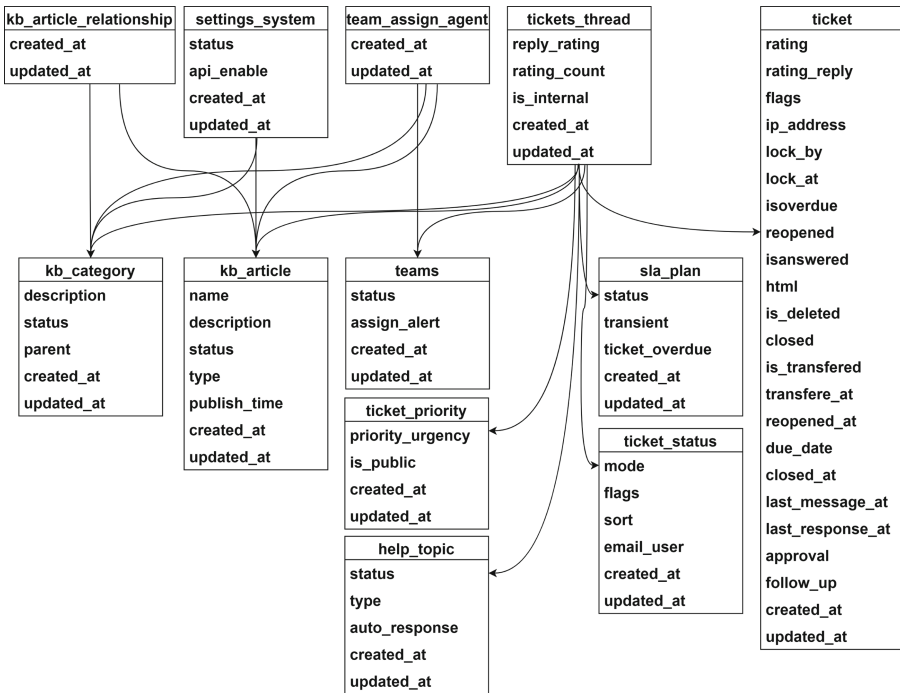 kb_article_relationship
created_at
updated_at
settings_system
status
api_enable
created_at
updated_at
team_assign_agent
created_at
updated_at
tickets_thread
reply_rating
rating_count
is_internal
created_at
updated_at
ticket
rating
rating_reply
flags
ip_address
lock_by
lock_at
isoverdue
reopened
isanswered
html
is_deleted
closed
is_transfered
transfere_at
reopened_at
due_date
closed_at
last_message_at
last_response_at
approval
follow_up
created_at
updated_at
kb_category
description
status
parent
created_at
updated_at
kb_article
name
description
status
type
publish_time
created_at
updated_at
teams
status
assign_alert
created_at
updated_at
sla_plan
status
transient
ticket_overdue
created_at
updated_at
ticket_priority
priority_urgency
is_public
created_at
updated_at
ticket_status
mode
flags
sort
email_user
created_at
updated_at
help_topic
status
type
auto_response
created_at
updated_at